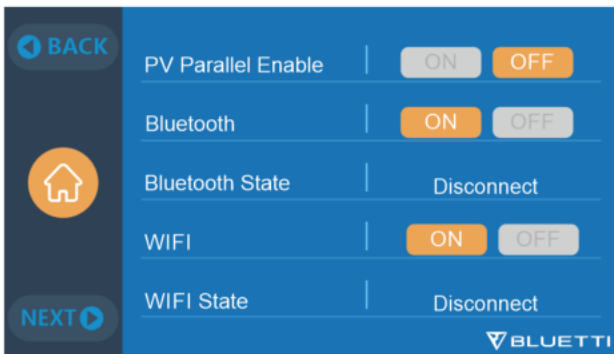 BACK
PV Parallel Enable ON OFF
Bluetooth ON OFF
Bluetooth State Disconnect
WIFI ON OFF
WIFI State Disconnect
NEXT
BLUETTI